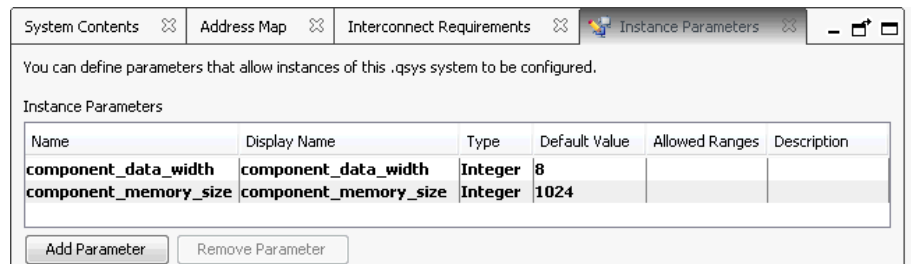 System Contents Address Map Interconnect Requirements Instance Parameters
You can define parameters that allow instances of this .qsys system to be configured.
Instance Parameters
Name Display Name Type Default Value Allowed Ranges Description
component_data_width component_data_width Integer 8
component_memory_size component_memory_size Integer 1024
Add Parameter Remove Parameter